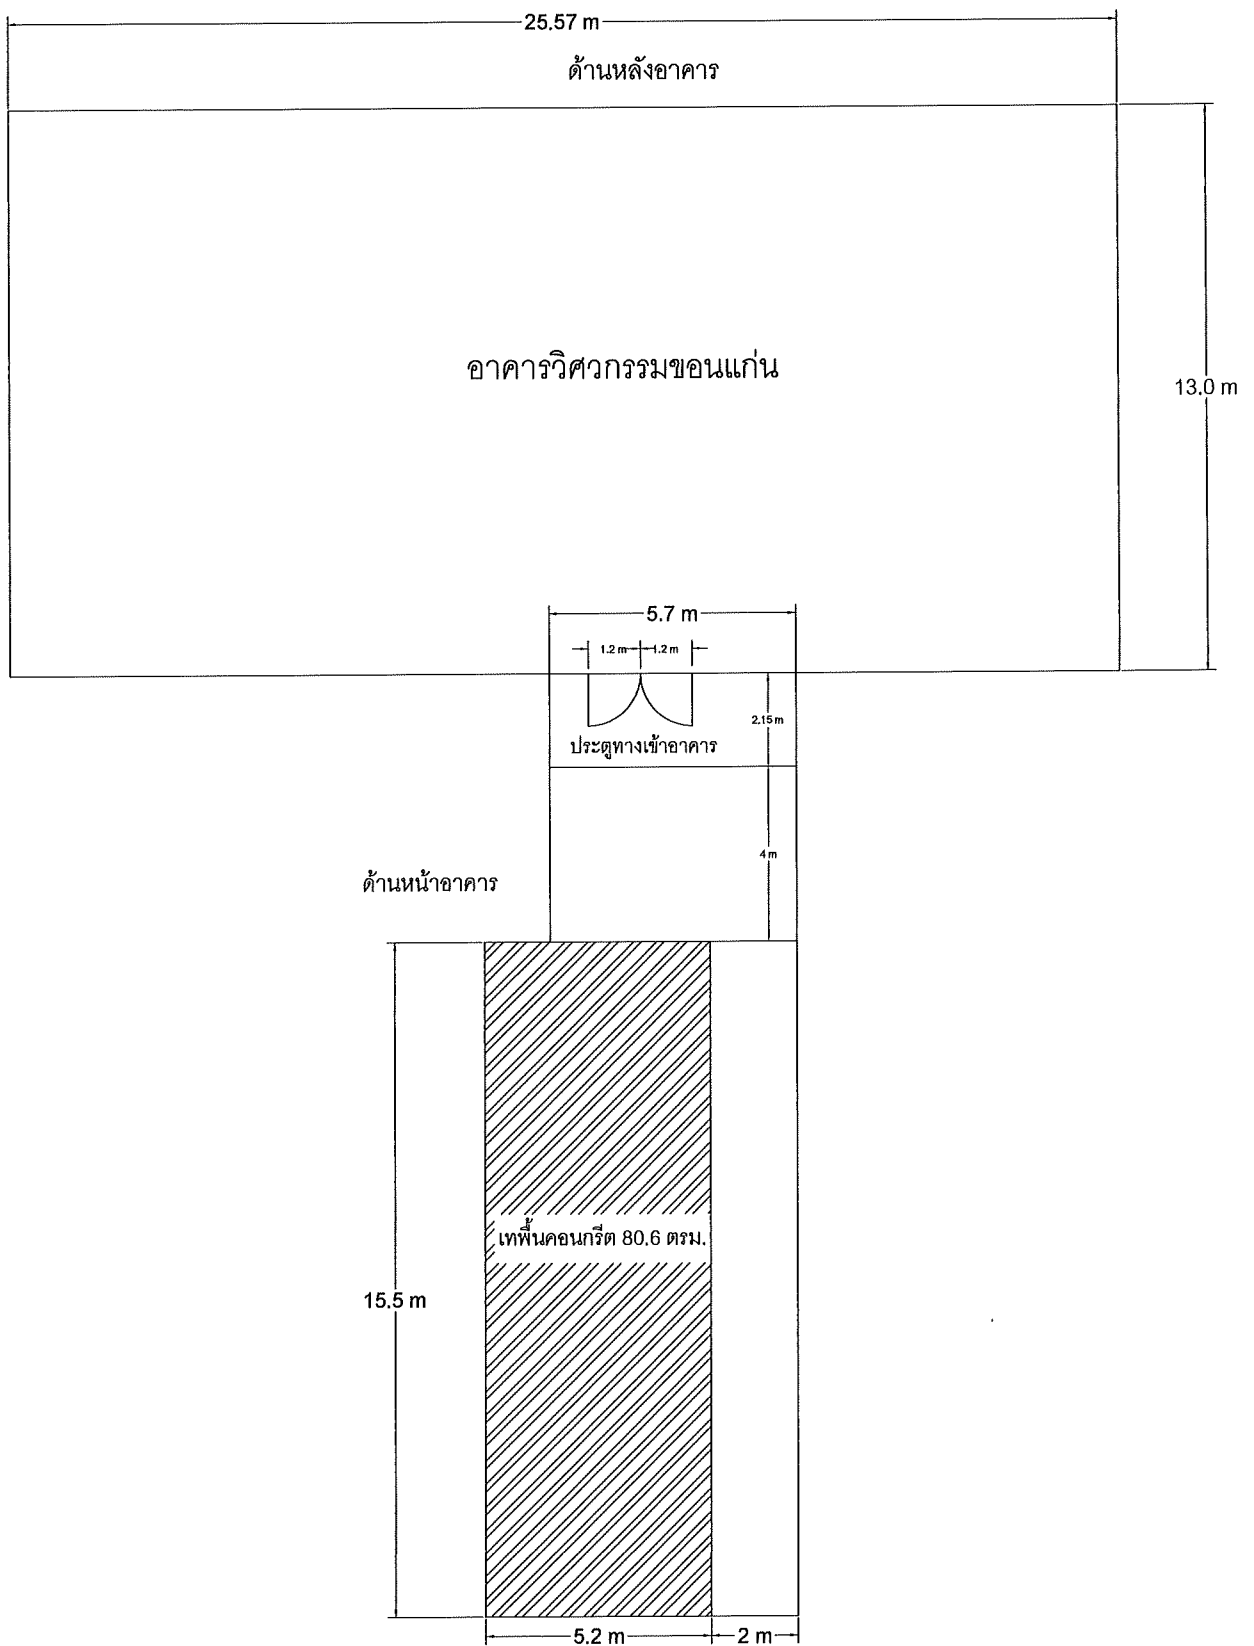 25.57 m
ด้านหลังอาคาร
อาคารวิศวกรรมขอนแก่น
13.0 m
5.7 m
1.2 m 1.2 m
2.15 m
ประตูทางเข้าอาคาร
4 m
ด้านหน้าอาคาร
เทพื้นคอนกรีต 80.6 ตรม.
15.5 m
5.2 m 2 m